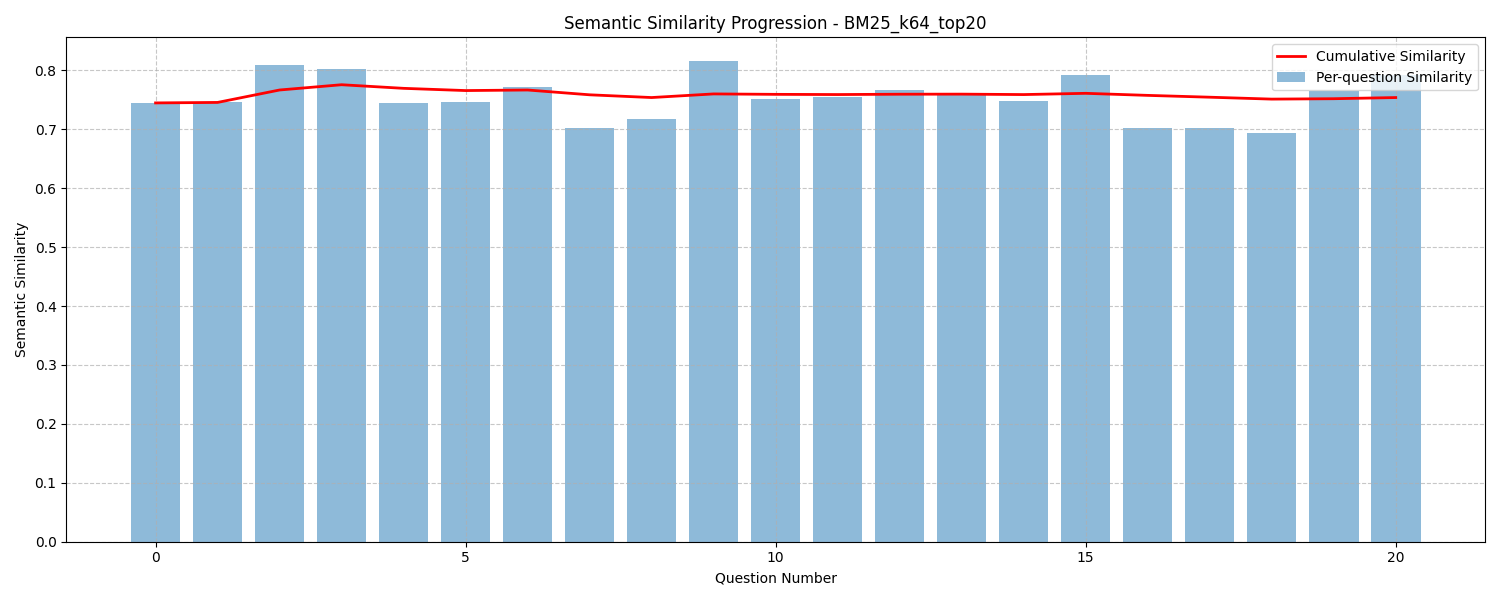 Semantic Similarity Progression - BM25_k64_top20
Cumulative Similarity
Per-question Similarity
Semantic Similarity
0.8
0.7
0.6
0.5
0.4
0.3
0.2
0.1
0.0
0 5 10 15 20
Question Number